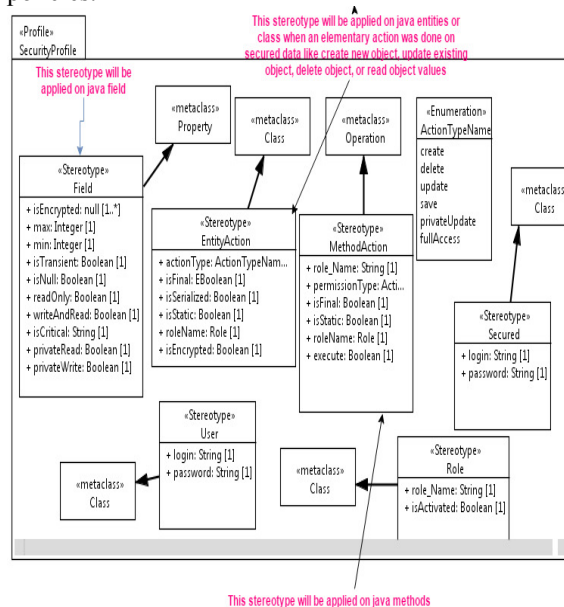 This stereotype will be applied on java entities or
class when an elementary action was done on
secured data like create new object, update existing
object, delete object, or read object values
«Profile»
SecurityProfile
This stereotype will be
applied on java field
«metaclass»
Property
«metaclass»
Class
«metaclass»
Operation
«Enumeration»
ActionTypeName
create
delete
update
save
privateUpdate
fullAccess
«metaclass»
Class
«Stereotype»
Field
+ isEncrypted: null [1..*]
+ max: Integer [1]
+ min: Integer [1]
+ isTransient: Boolean [1]
+ isNull: Boolean [1]
+ readOnly: Boolean [1]
+ writeAndRead: Boolean [1]
+ isCritical: String [1]
+ privateRead: Boolean [1]
+ privateWrite: Boolean [1]
«Stereotype»
EntityAction
+ actionType: ActionTypeNam...
+ isFinal: EBoolean [1]
+ isSerialized: Boolean [1]
+ isStatic: Boolean [1]
+ roleName: Role [1]
+ isEncrypted: Boolean [1]
«Stereotype»
MethodAction
+ role_Name: String [1]
+ permissionType: Acti...
+ isFinal: Boolean [1]
+ isStatic: Boolean [1]
+ roleName: Role [1]
+ execute: Boolean [1]
«Stereotype»
Secured
+ login: String [1]
+ password: String [1]
«Stereotype»
User
+ login: String [1]
+ password: String [1]
«metaclass»
Class
«metaclass»
Class
«Stereotype»
Role
+ role_Name: String [1]
+ isActivated: Boolean [1]
This stereotype will be applied on java methods